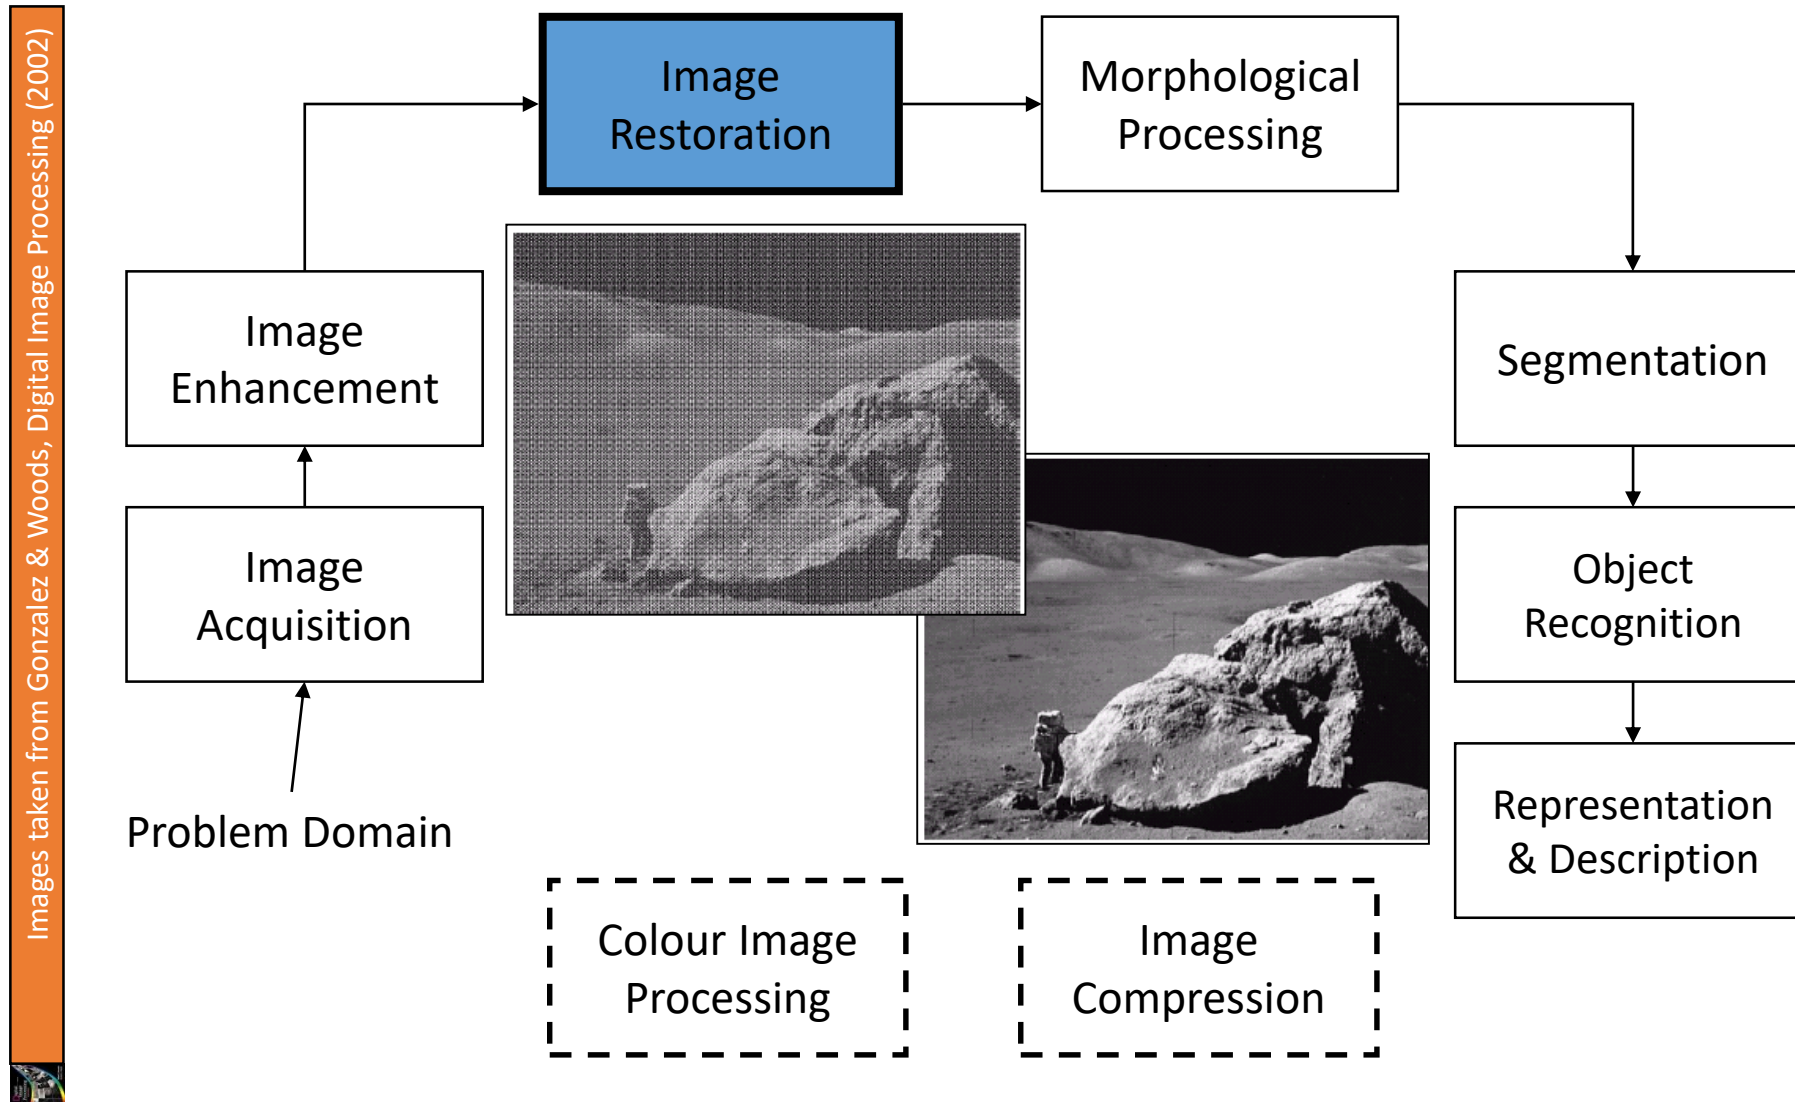 Images taken from Gonzalez & Woods, Digital Image Processing (2002)
Image
Restoration
Morphological
Processing
Image
Enhancement
Segmentation
Image
Acquisition
Object
Recognition
Problem Domain
Representation
& Description
Colour Image
Processing
Image
Compression